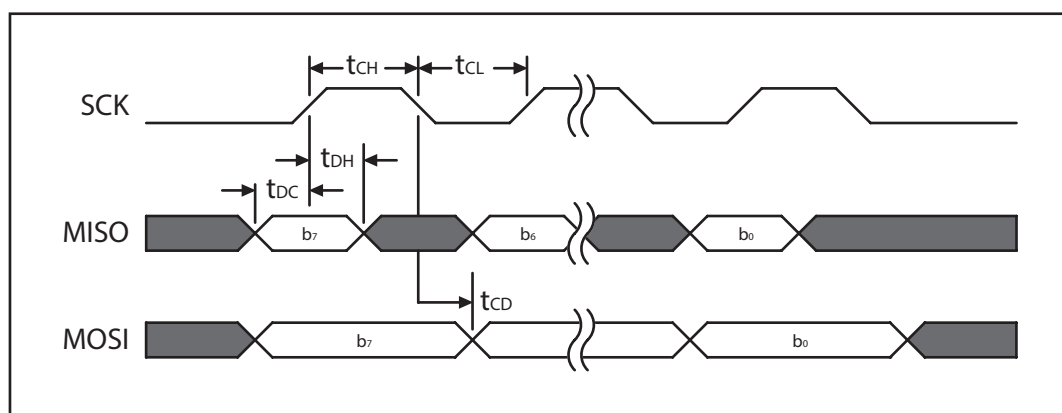 tCH tCL
SCK
tDH
tDC
MISO b7 b6 b0
tCD
MOSI b7 b0